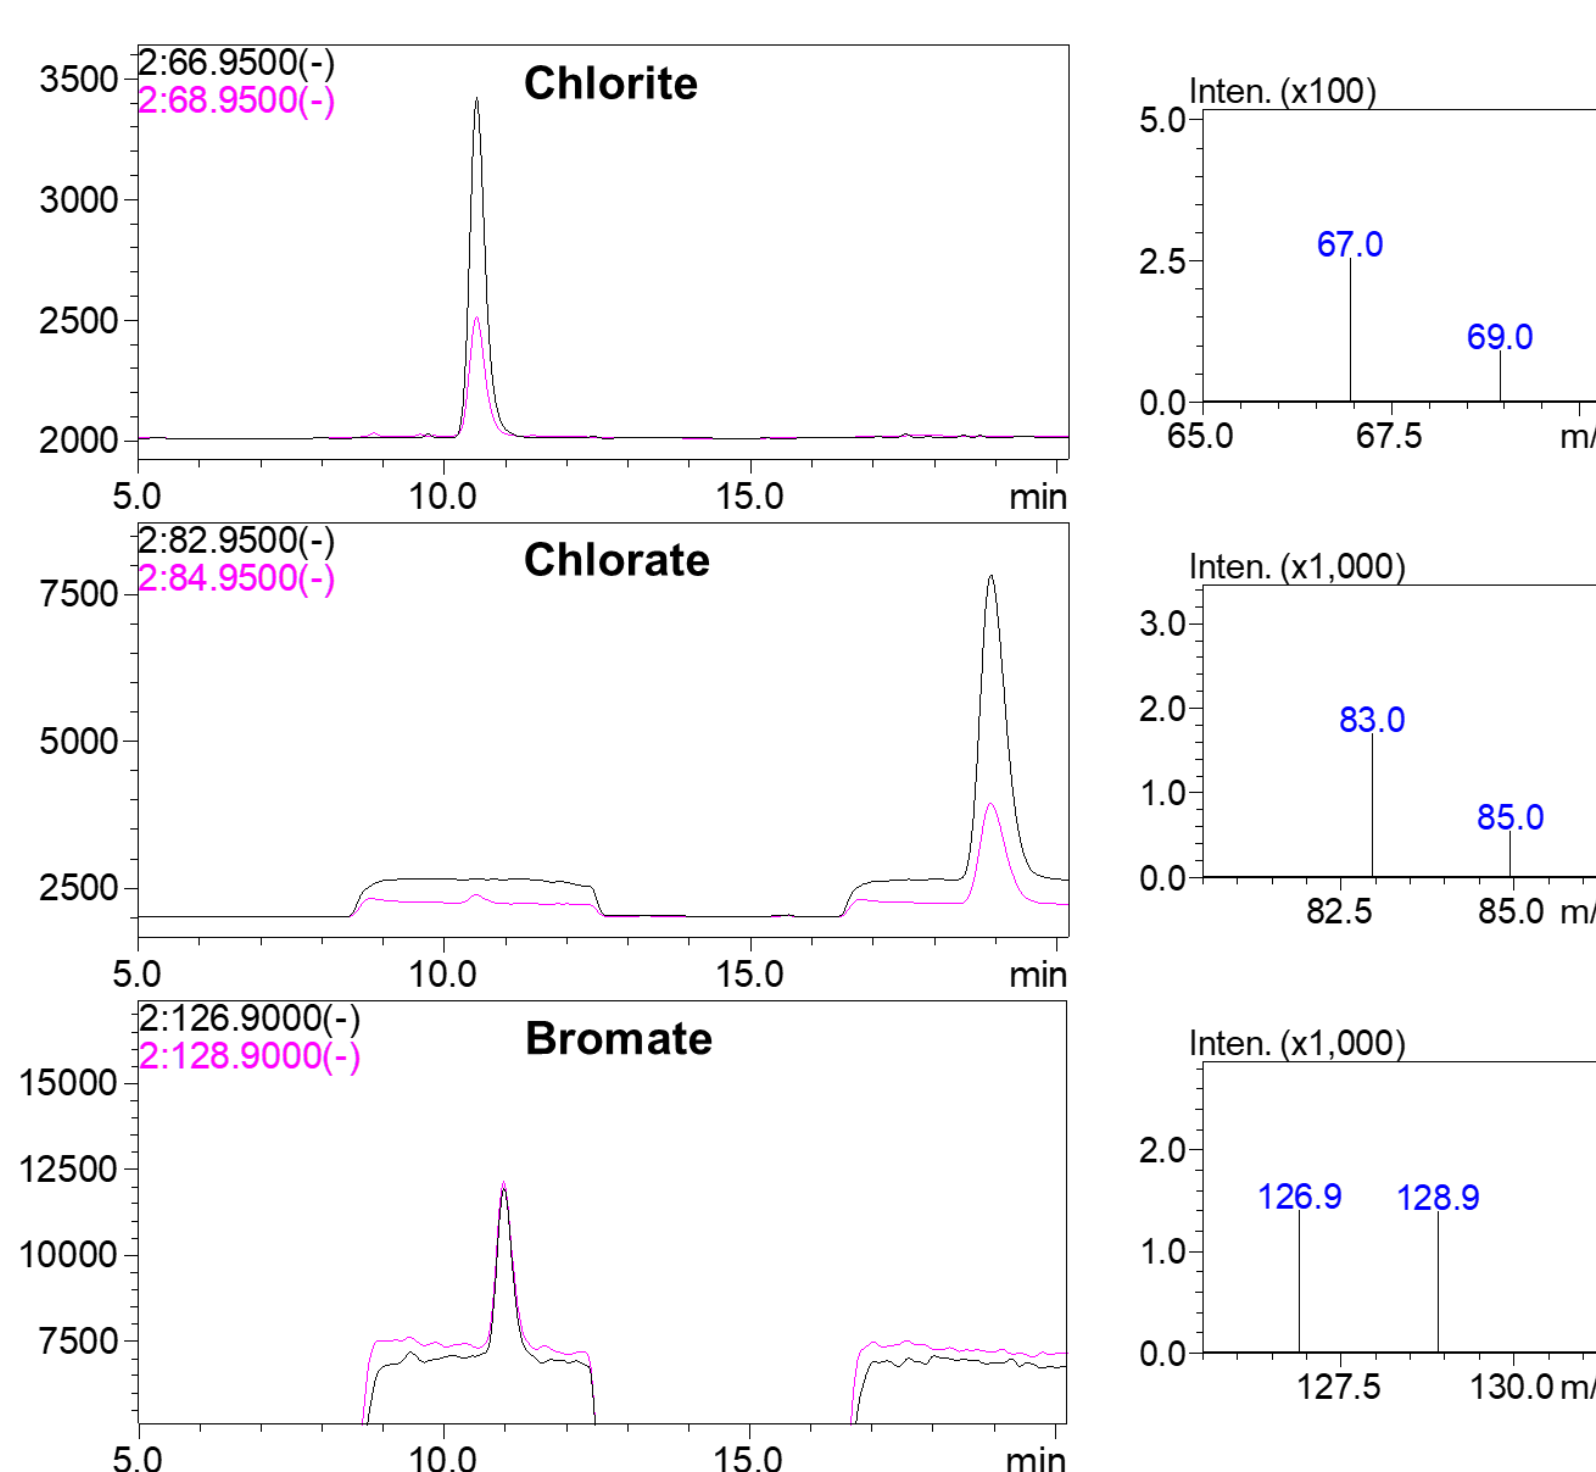 2:66.9500(-)
2:68.9500(-)
Chlorite
3500
3000
2500
2000
5.0 10.0 15.0 min
Inten. (x100)
5.0
2.5
0.0
67.0
69.0
65.0 67.5 m/
2:82.9500(-)
2:84.9500(-)
Chlorate
7500
5000
2500
5.0 10.0 15.0 min
Inten. (x1,000)
3.0
2.0
1.0
0.0
83.0
85.0
82.5 85.0 m/
2:126.9000(-)
2:128.9000(-)
Bromate
15000
12500
10000
7500
5.0 10.0 15.0 min
Inten. (x1,000)
2.0
1.0
0.0
126.9
128.9
127.5 130.0 m/